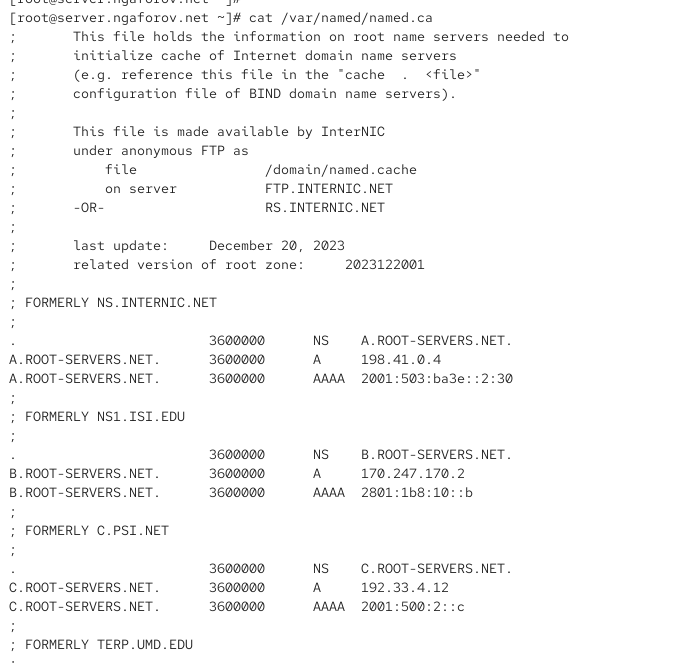 [root@server.ngaforov.net ~]#
[root@server.ngaforov.net ~]# cat /var/named/named.ca
;       This file holds the information on root name servers needed to
;       initialize cache of Internet domain name servers
;       (e.g. reference this file in the "cache  .  <file>"
;       configuration file of BIND domain name servers).
;
;       This file is made available by InterNIC
;       under anonymous FTP as
;           file                /domain/named.cache
;           on server           FTP.INTERNIC.NET
;       -OR-                    RS.INTERNIC.NET
;
;       last update:     December 20, 2023
;       related version of root zone:     2023122001
;
; FORMERLY NS.INTERNIC.NET
;
.                        3600000      NS    A.ROOT-SERVERS.NET.
A.ROOT-SERVERS.NET.      3600000      A     198.41.0.4
A.ROOT-SERVERS.NET.      3600000      AAAA  2001:503:ba3e::2:30
;
; FORMERLY NS1.ISI.EDU
;
.                        3600000      NS    B.ROOT-SERVERS.NET.
B.ROOT-SERVERS.NET.      3600000      A     170.247.170.2
B.ROOT-SERVERS.NET.      3600000      AAAA  2801:1b8:10::b
;
; FORMERLY C.PSI.NET
;
.                        3600000      NS    C.ROOT-SERVERS.NET.
C.ROOT-SERVERS.NET.      3600000      A     192.33.4.12
C.ROOT-SERVERS.NET.      3600000      AAAA  2001:500:2::c
;
; FORMERLY TERP.UMD.EDU
;